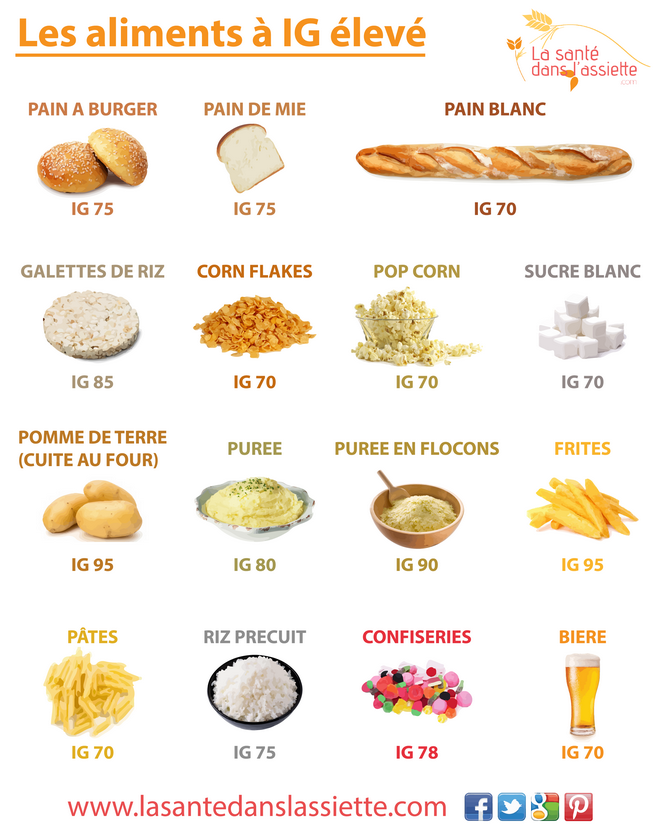 Les aliments à IG élevé
La santé
dans l'assiette
.com
PAIN A BURGER
PAIN DE MIE
PAIN BLANC
IG 75
IG 75
IG 70
GALETTES DE RIZ
CORN FLAKES
POP CORN
SUCRE BLANC
IG 85
IG 70
IG 70
IG 70
POMME DE TERRE
(CUITE AU FOUR)
PUREE
PUREE EN FLOCONS
FRITES
IG 95
IG 80
IG 90
IG 95
PÂTES
RIZ PRECUIT
CONFISERIES
BIERE
IG 70
IG 75
IG 78
IG 70
www.lasantedanslassiette.com